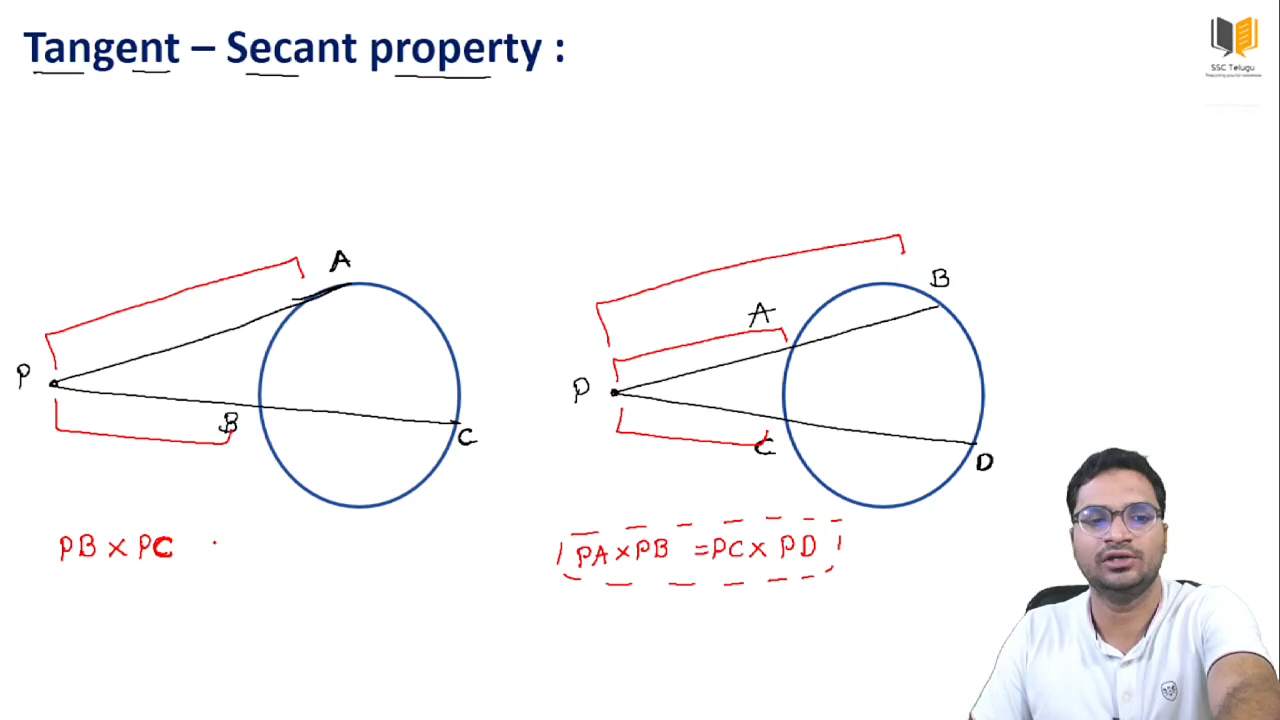 Tangent – Secant property :
SSC Telugu
A
P
B
C
PB × PC
B
A
P
C
D
PA × PB = PC × PD